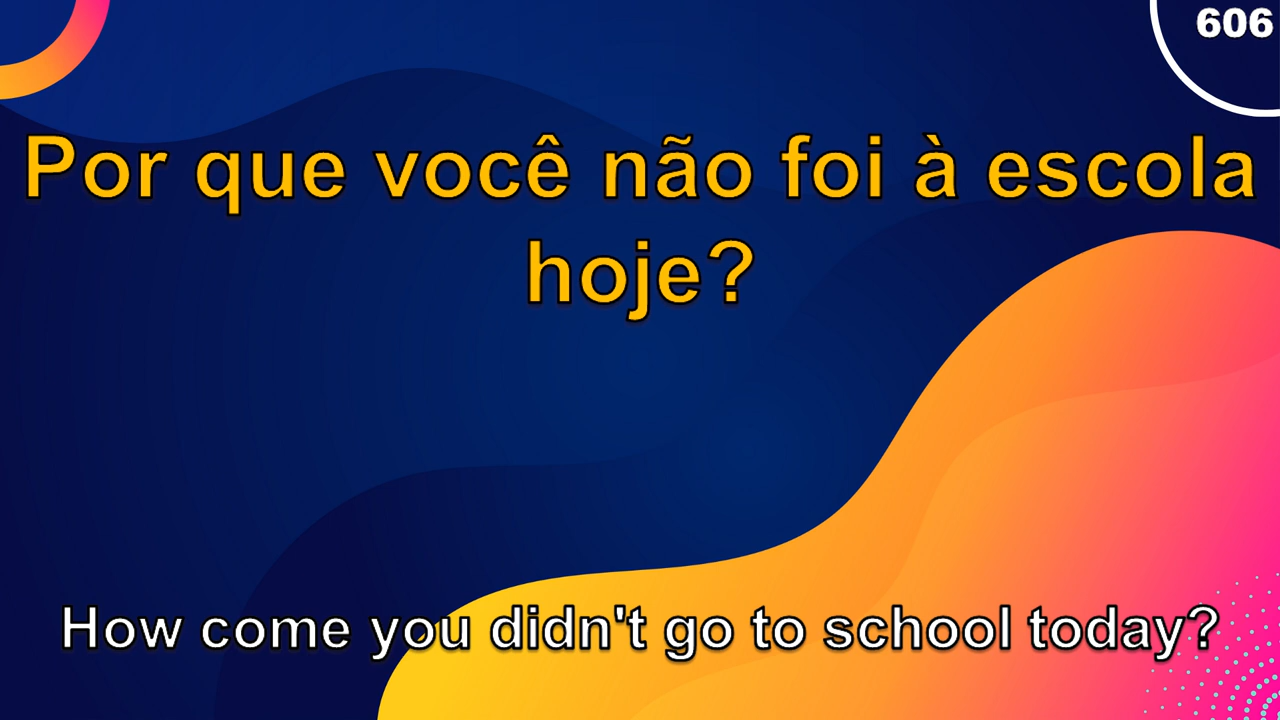 606
Por que você não foi à escola
hoje?
How come you didn't go to school today?